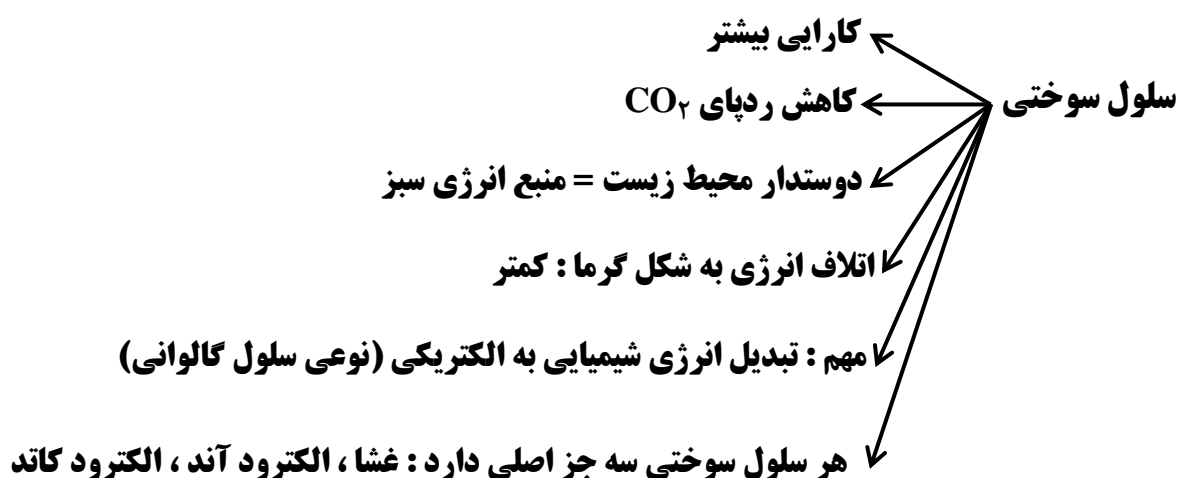 کارایی بیشتر
سلول سوختی
کاهش ردپای CO₂
دوستدار محیط زیست = منبع انرژی سبز
اتلاف انرژی به شکل گرما : کمتر
مهم : تبدیل انرژی شیمیایی به الکتریکی (نوعی سلول گالوانی)
هر سلول سوختی سه جز اصلی دارد : غشا ، الکترود آند ، الکترود کاتد